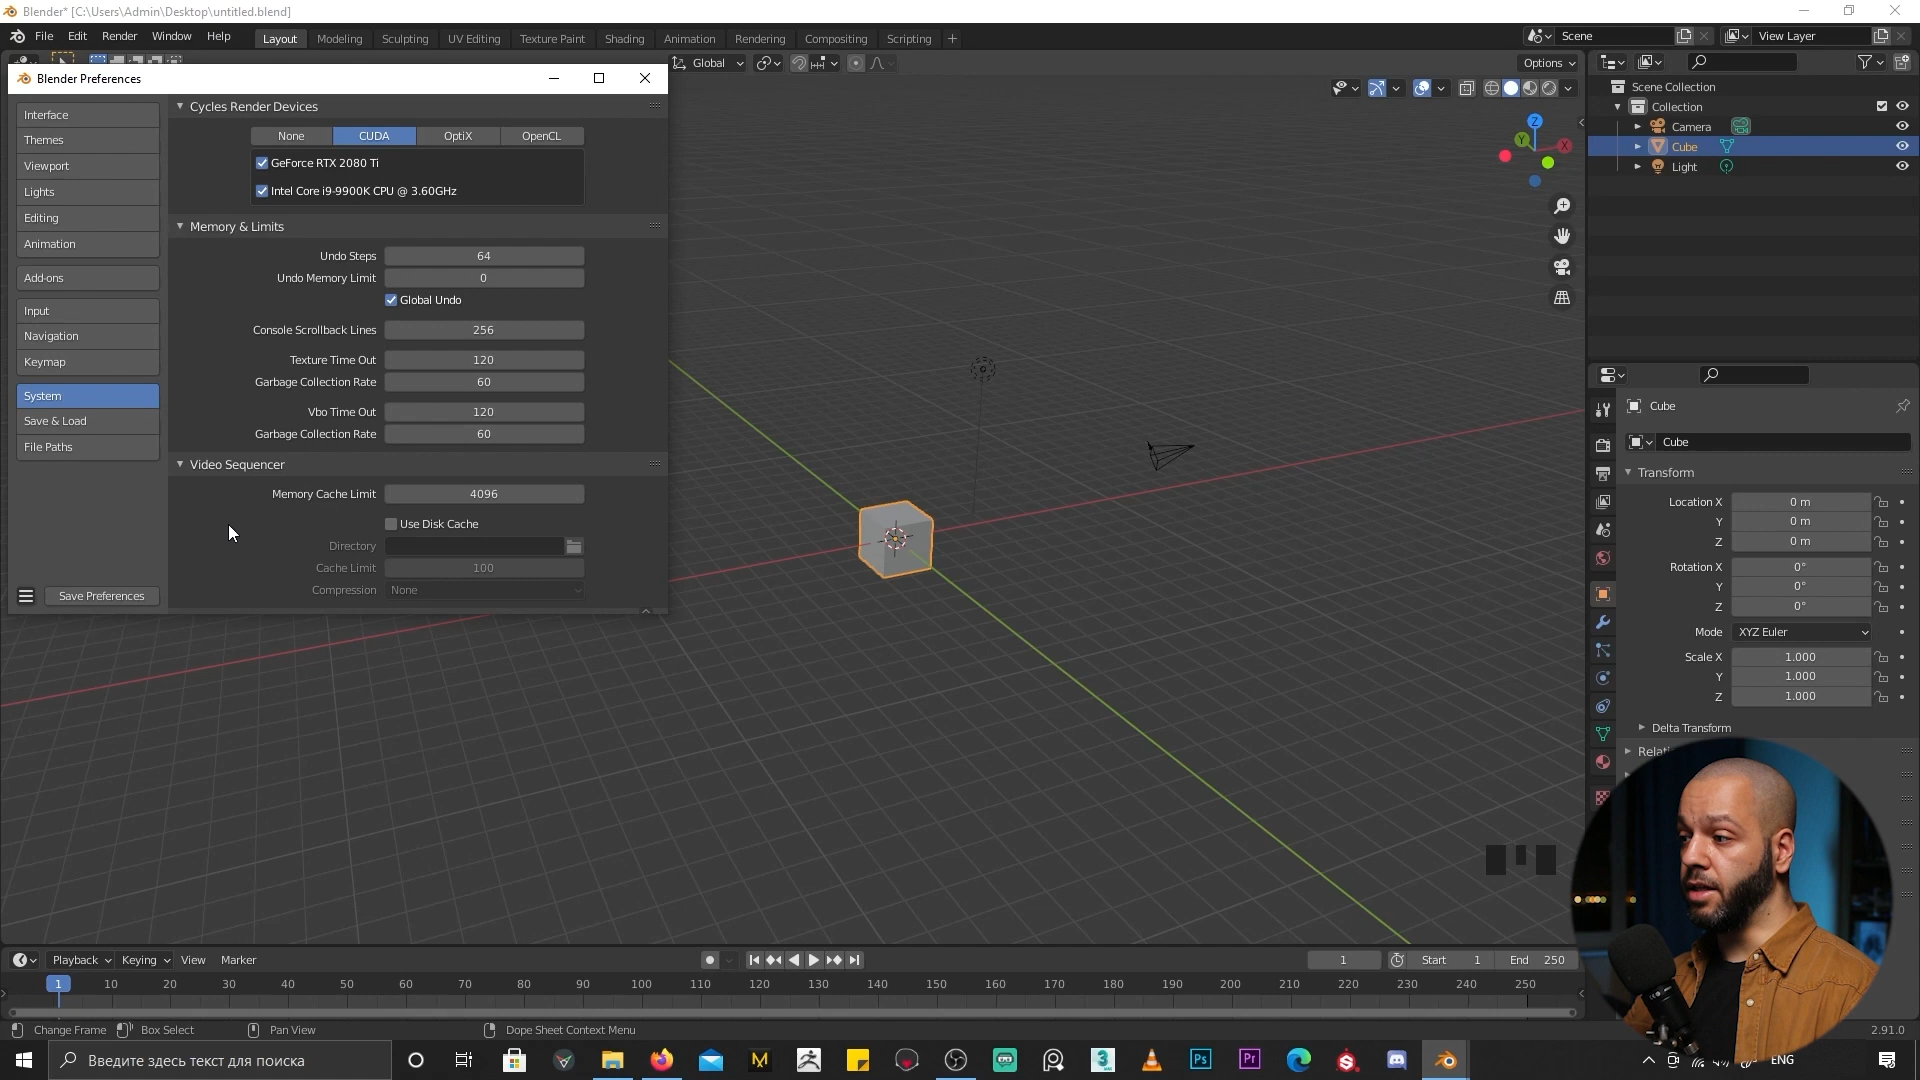 Blender* [C:\Users\Admin\Desktop\untitled.blend]
File Edit Render Window Help Layout Modeling Sculpting UV Editing Texture Paint Shading Animation Rendering Compositing Scripting + Scene View Layer
Global Options
Blender Preferences
Interface
Themes
Viewport
Lights
Editing
Animation
Add-ons
Input
Navigation
Keymap
System
Save & Load
File Paths
Save Preferences
Cycles Render Devices
None CUDA OptiX OpenCL
GeForce RTX 2080 Ti
Intel Core i9-9900K CPU @ 3.60GHz
Memory & Limits
Undo Steps 64
Undo Memory Limit 0
Global Undo
Console Scrollback Lines 256
Texture Time Out 120
Garbage Collection Rate 60
Vbo Time Out 120
Garbage Collection Rate 60
Video Sequencer
Memory Cache Limit 4096
Use Disk Cache
Directory
Cache Limit 100
Compression None
Z
Y
X
Scene Collection
Collection
Camera
Cube
Light
Cube
Cube
Transform
Location X 0 m
Y 0 m
Z 0 m
Rotation X 0°
Y 0°
Z 0°
Mode XYZ Euler
Scale X 1.000
Y 1.000
Z 1.000
Delta Transform
Playback Keying View Marker 1 Start 1 End 250
1 10 20 30 40 50 60 70 80 90 100 110 120 130 140 150 160 170 180 190 200 210 220 230 240 250
Change Frame Box Select Pan View Dope Sheet Context Menu 2.91.0
Введите здесь текст для поиска Ps Pr ENG